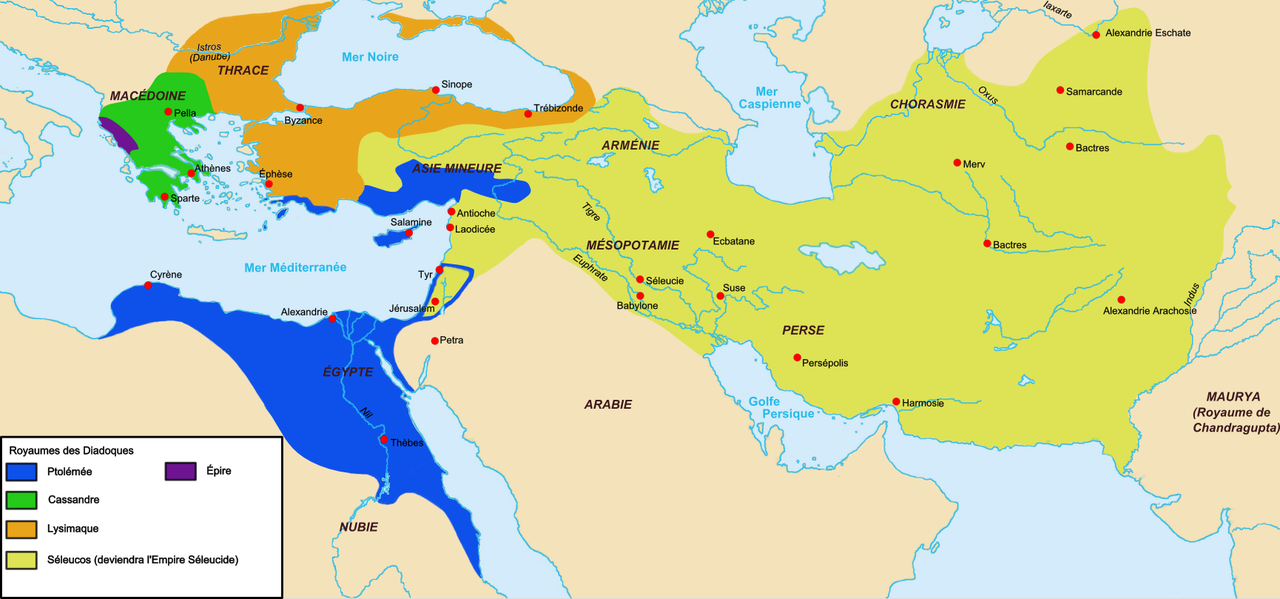 Iaxarte
Alexandrie Eschate
Istros
(Danube)
THRACE
Mer Noire
Sinope
Mer
Caspienne
CHORASMIE
Oxus
Samarcande
MACÉDOINE
Pella
Byzance
Trébizonde
ARMÉNIE
Bactres
Merv
Athènes
Éphèse
ASIE MINEURE
Sparte
Antioche
Laodicée
Salamine
Tigre
MÉSOPOTAMIE
Ecbatane
Bactres
Mer Méditerranée
Euphrate
Cyrène
Tyr
Séleucie
Suse
Indus
Alexandrie
Jérusalem
Babylone
Alexandrie Arachosie
Petra
PERSE
Persépolis
ÉGYPTE
Nil
ARABIE
Golfe
Persique
Harmosie
MAURYA
(Royaume de
Chandragupta)
Thèbes
NUBIE
Royaumes des Diadoques
Ptolémée
Épire
Cassandre
Lysimaque
Séleucos (deviendra l'Empire Séleucide)